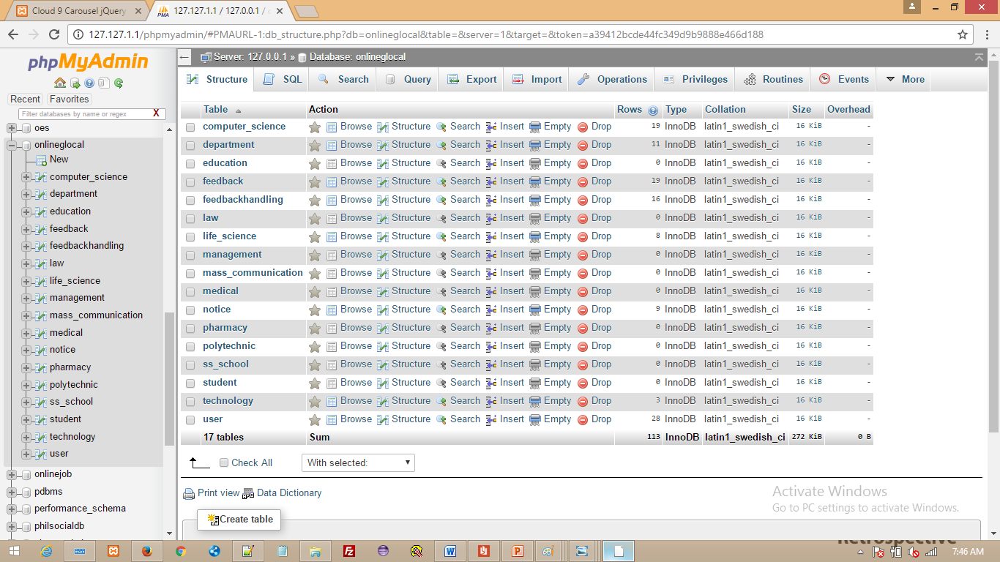 Cloud 9 Carousel jQuery
127.127.1.1 / 127.0.0.1 /
127.127.1.1/phpmyadmin/#PMAURL-1:db_structure.php?db=onlineglocal&table=&server=1&target=&token=a39412bcde44fc349d9b9888e466d188
phpMyAdmin
Recent Favorites
Filter databases by name or regex X
oes
onlineglocal
New
computer_science
department
education
feedback
feedbackhandling
law
life_science
management
mass_communication
medical
notice
pharmacy
polytechnic
ss_school
student
technology
user
onlinejob
pdbms
performance_schema
philsocialdb
Server: 127.0.0.1 » Database: onlineglocal
Structure SQL Search Query Export Import Operations Privileges Routines Events More
Table Action Rows Type Collation Size Overhead
computer_science Browse Structure Search Insert Empty Drop 19 InnoDB latin1_swedish_ci 16 KiB -
department Browse Structure Search Insert Empty Drop 11 InnoDB latin1_swedish_ci 16 KiB -
education Browse Structure Search Insert Empty Drop 0 InnoDB latin1_swedish_ci 16 KiB -
feedback Browse Structure Search Insert Empty Drop 19 InnoDB latin1_swedish_ci 16 KiB -
feedbackhandling Browse Structure Search Insert Empty Drop 16 InnoDB latin1_swedish_ci 16 KiB -
law Browse Structure Search Insert Empty Drop 0 InnoDB latin1_swedish_ci 16 KiB -
life_science Browse Structure Search Insert Empty Drop 8 InnoDB latin1_swedish_ci 16 KiB -
management Browse Structure Search Insert Empty Drop 0 InnoDB latin1_swedish_ci 16 KiB -
mass_communication Browse Structure Search Insert Empty Drop 0 InnoDB latin1_swedish_ci 16 KiB -
medical Browse Structure Search Insert Empty Drop 0 InnoDB latin1_swedish_ci 16 KiB -
notice Browse Structure Search Insert Empty Drop 9 InnoDB latin1_swedish_ci 16 KiB -
pharmacy Browse Structure Search Insert Empty Drop 0 InnoDB latin1_swedish_ci 16 KiB -
polytechnic Browse Structure Search Insert Empty Drop 0 InnoDB latin1_swedish_ci 16 KiB -
ss_school Browse Structure Search Insert Empty Drop 0 InnoDB latin1_swedish_ci 16 KiB -
student Browse Structure Search Insert Empty Drop 0 InnoDB latin1_swedish_ci 16 KiB -
technology Browse Structure Search Insert Empty Drop 3 InnoDB latin1_swedish_ci 16 KiB -
user Browse Structure Search Insert Empty Drop 28 InnoDB latin1_swedish_ci 16 KiB -
17 tables Sum 113 InnoDB latin1_swedish_ci 272 KiB 0 B
Check All With selected:
Print view Data Dictionary
Create table
Activate Windows
Go to PC settings to activate Windows.
Retrospective
7:46 AM